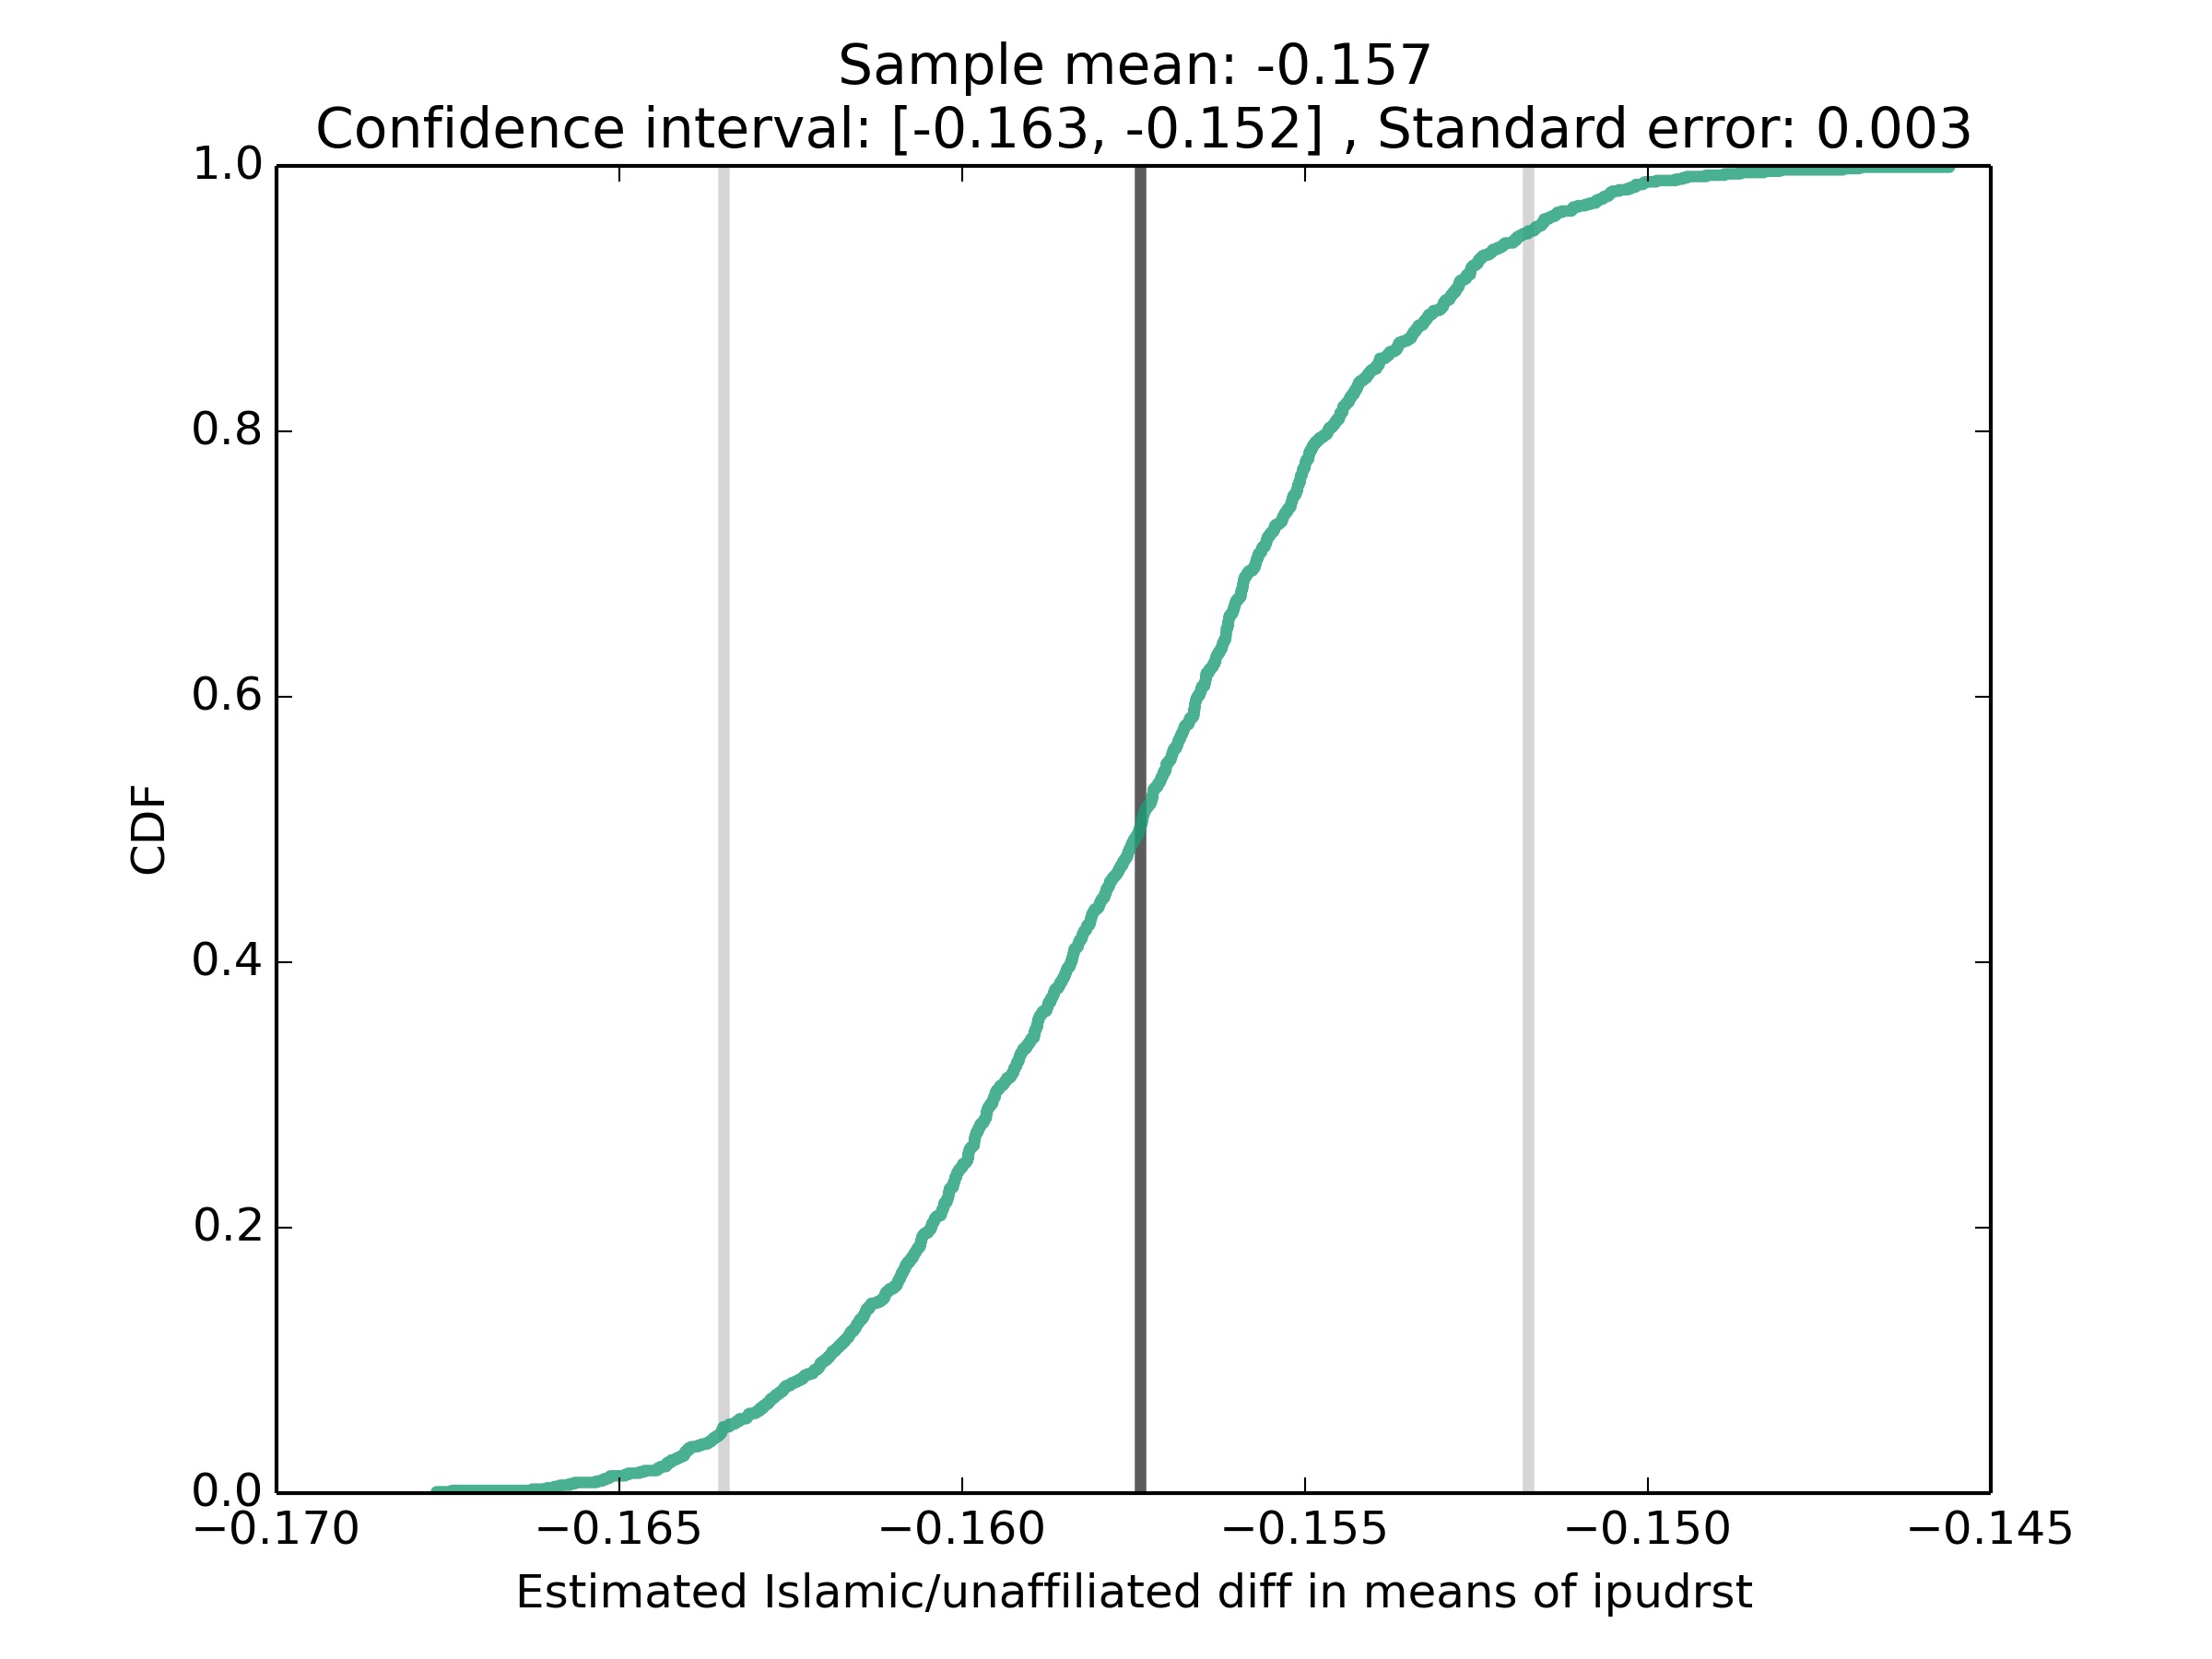 Sample mean: -0.157
Confidence interval: [-0.163, -0.152] , Standard error: 0.003
1.0
0.8
0.6
0.4
0.2
0.0
CDF
−0.170 −0.165 −0.160 −0.155 −0.150 −0.145
Estimated Islamic/unaffiliated diff in means of ipudrst